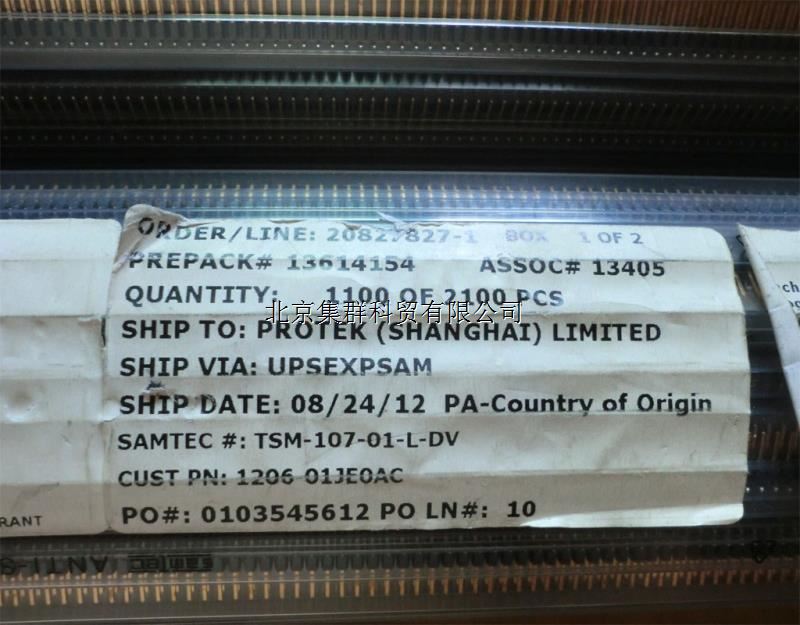 ORDER/LINE: 20827827-1 BOX 1 OF 2
PREPACK# 13614154 ASSOC# 13405
QUANTITY: 1100 OF 2100 PCS
北京集群科贸有限公司
SHIP TO: PROTEK (SHANGHAI) LIMITED
SHIP VIA: UPSEXPSAM
SHIP DATE: 08/24/12 PA-Country of Origin
SAMTEC #: TSM-107-01-L-DV
CUST PN: 1206-01JE0AC
PO#: 0103545612 PO LN#: 10
RANT
samtec ANTI-S